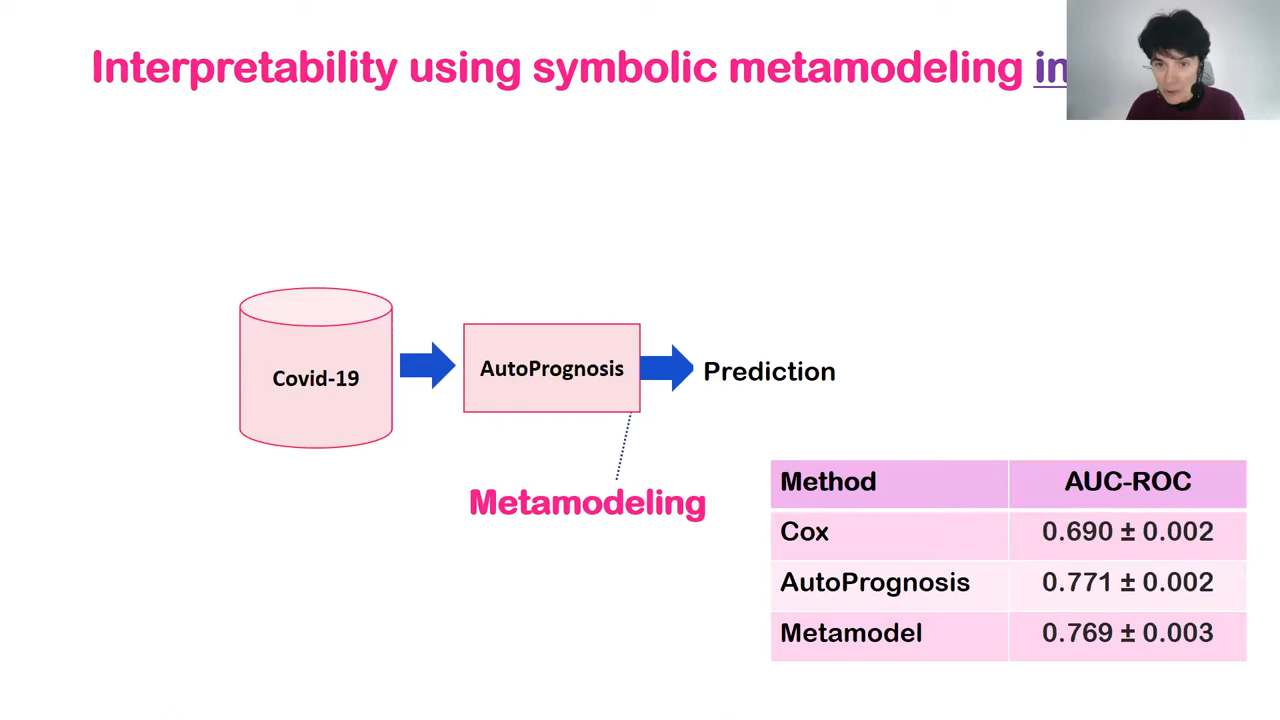 Interpretability using symbolic metamodeling in
Covid-19
AutoPrognosis
Prediction
Metamodeling
Method AUC-ROC
Cox 0.690 ± 0.002
AutoPrognosis 0.771 ± 0.002
Metamodel 0.769 ± 0.003